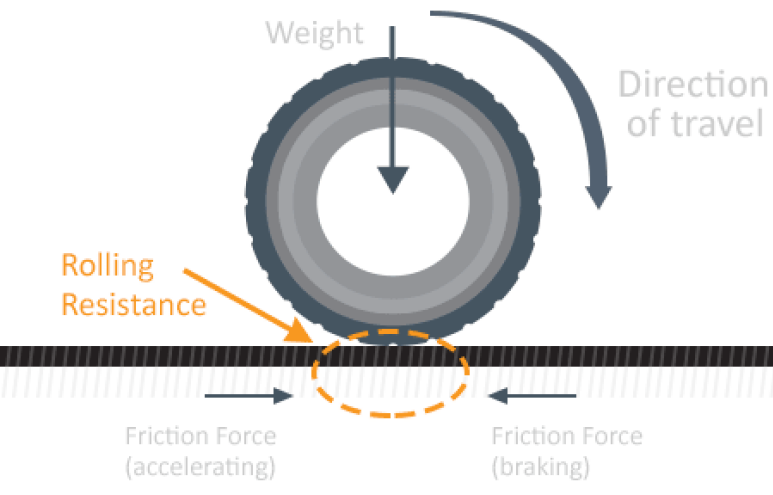 Weight
Direction
of travel
Rolling
Resistance
Friction Force
(accelerating)
Friction Force
(braking)